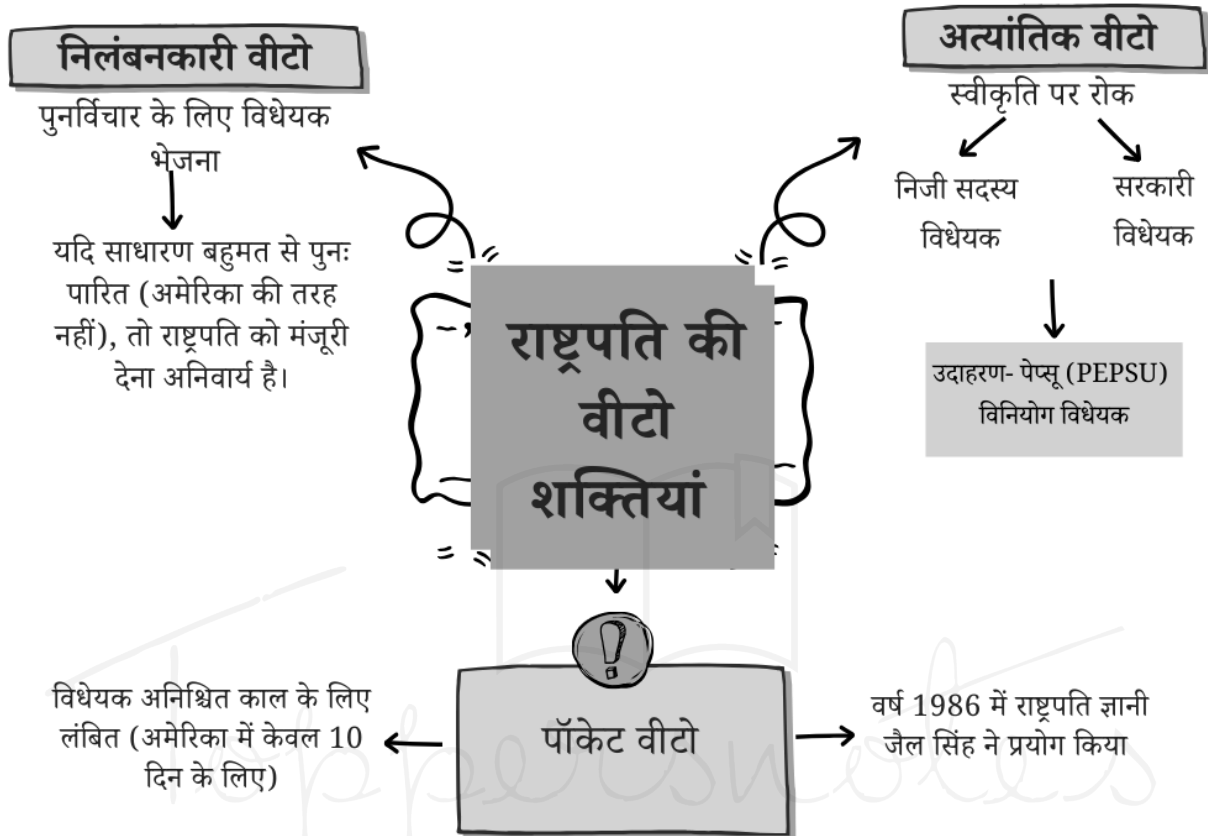 निलंबनकारी वीटो
पुनर्विचार के लिए विधेयक
भेजना
यदि साधारण बहुमत से पुनः
पारित (अमेरिका की तरह
नहीं), तो राष्ट्रपति को मंजूरी
देना अनिवार्य है।
अत्यांतिक वीटो
स्वीकृति पर रोक
निजी सदस्य
विधेयक
सरकारी
विधेयक
उदाहरण- पेप्सू (PEPSU)
विनियोग विधेयक
राष्ट्रपति की
वीटो
शक्तियां
पॉकेट वीटो
विधेयक अनिश्चित काल के लिए
लंबित (अमेरिका में केवल 10
दिन के लिए)
वर्ष 1986 में राष्ट्रपति ज्ञानी
जैल सिंह ने प्रयोग किया
Toppersnotes